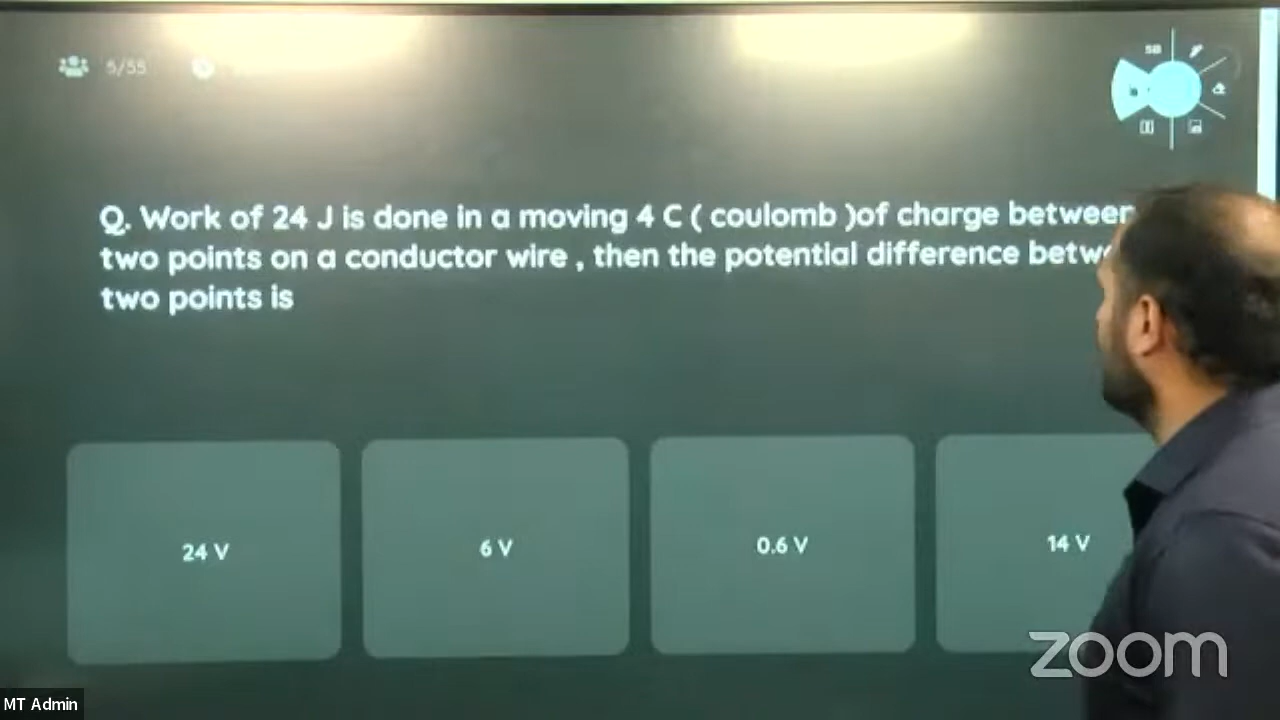 5/55
SB
Q. Work of 24 J is done in a moving 4 C ( coulomb )of charge between
two points on a conductor wire , then the potential difference
two points is
24 V
6 V
0.6 V
14 V
zoom
MT Admin